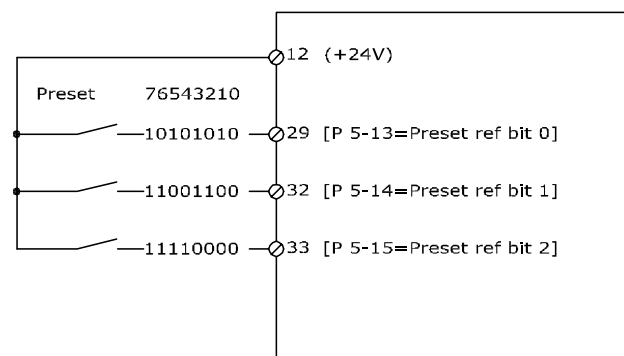 12 (+24V)
Preset 76543210
10101010 29 [P 5-13=Preset ref bit 0]
11001100 32 [P 5-14=Preset ref bit 1]
11110000 33 [P 5-15=Preset ref bit 2]